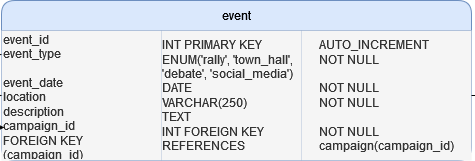 event
event_id INT PRIMARY KEY AUTO_INCREMENT
event_type ENUM('rally', 'town_hall', NOT NULL
'debate', 'social_media')
event_date DATE NOT NULL
location VARCHAR(250) NOT NULL
description TEXT
campaign_id INT FOREIGN KEY NOT NULL
FOREIGN KEY REFERENCES campaign(campaign_id)
(campaign_id)